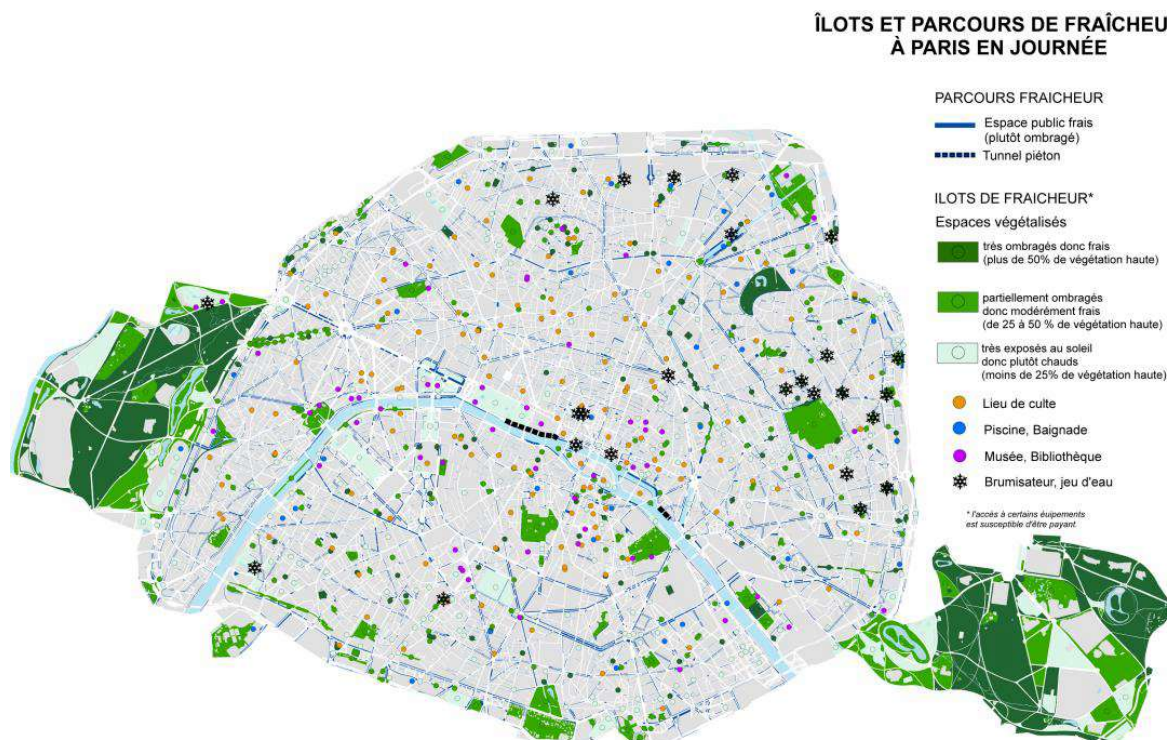 ÎLOTS ET PARCOURS DE FRAÎCHEU
À PARIS EN JOURNÉE
PARCOURS FRAICHEUR
Espace public frais
(plutôt ombragé)
Tunnel piéton
ILOTS DE FRAICHEUR*
Espaces végétalisés
très ombragés donc frais
(plus de 50% de végétation haute)
partiellement ombragés
donc modérément frais
(de 25 à 50 % de végétation haute)
très exposés au soleil
donc plutôt chauds
(moins de 25% de végétation haute)
Lieu de culte
Piscine, Baignade
Musée, Bibliothèque
Brumisateur, jeu d'eau
* l'accès à certains éuipements
est susceptible d'être payant.